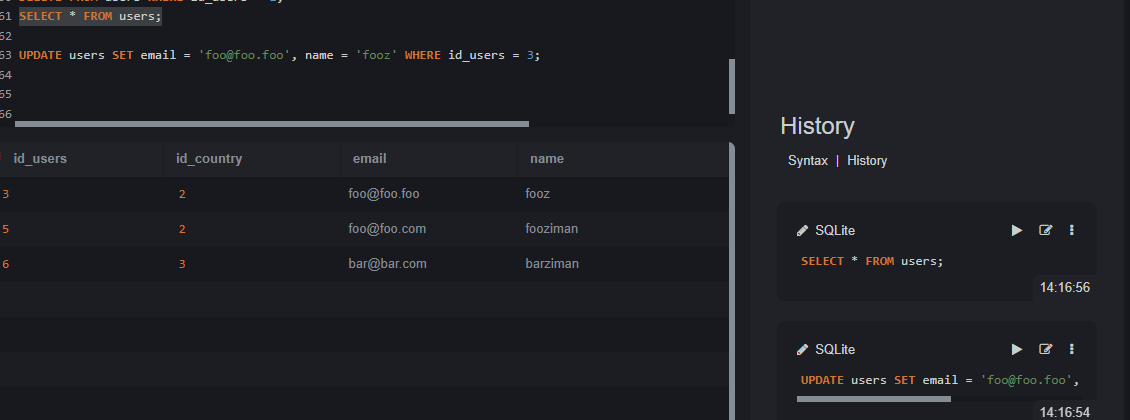 61 SELECT * FROM users;
62
63 UPDATE users SET email = 'foo@foo.foo', name = 'fooz' WHERE id_users = 3;
64
65
66
id_users id_country email name
3 2 foo@foo.foo fooz
5 2 foo@foo.com fooziman
6 3 bar@bar.com barziman
History
Syntax | History
SQLite
SELECT * FROM users;
14:16:56
SQLite
UPDATE users SET email = 'foo@foo.foo',
14:16:54